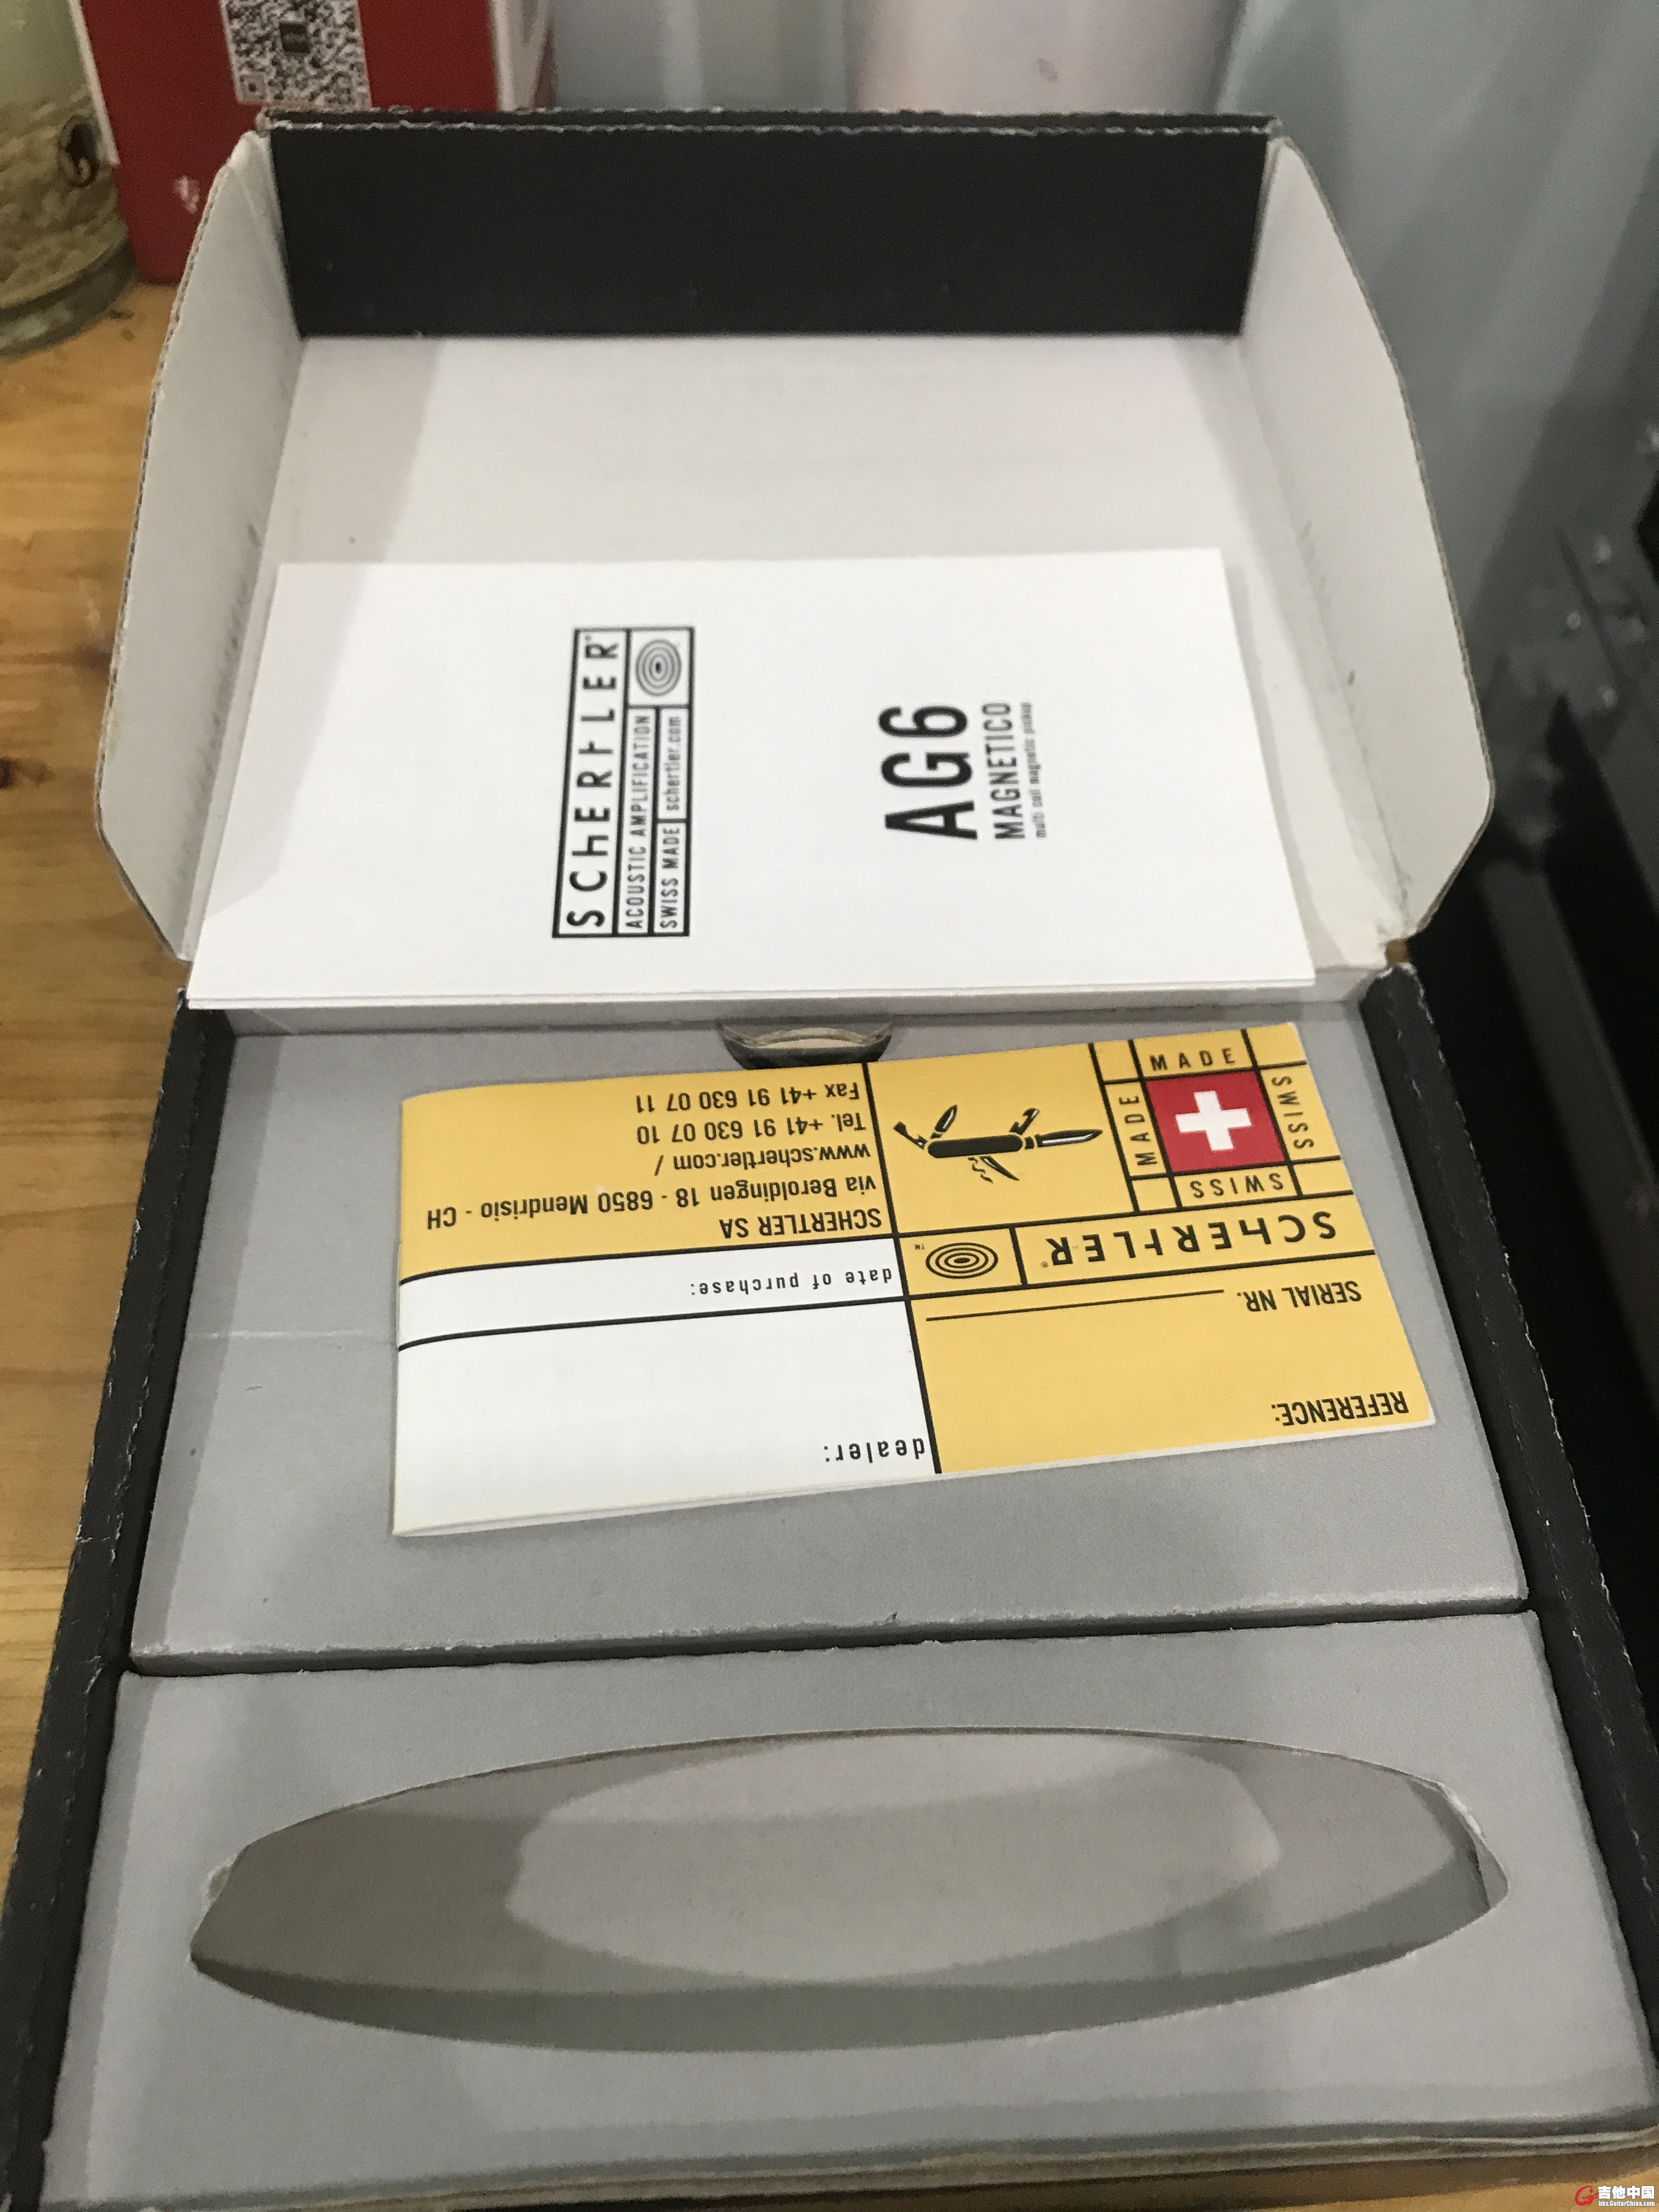 SChERTLER®
ACOUSTIC AMPLIFICATION
SWISS MADE schertler.com
AG6
MAGNETICO
multi coil magnetic pickup
REFERENCE:
SERIAL NR.
SChERTLER®
TM
SWISS
MADE
SWISS
MADE
dealer:
date of purchase:
SCHERTLER SA
via Beroldingen 18 - 6850 Mendrisio - CH
www.schertler.com /
Tel. +41 91 630 07 10
Fax +41 91 630 07 11
吉他中国
bbs.GuitarChina.com